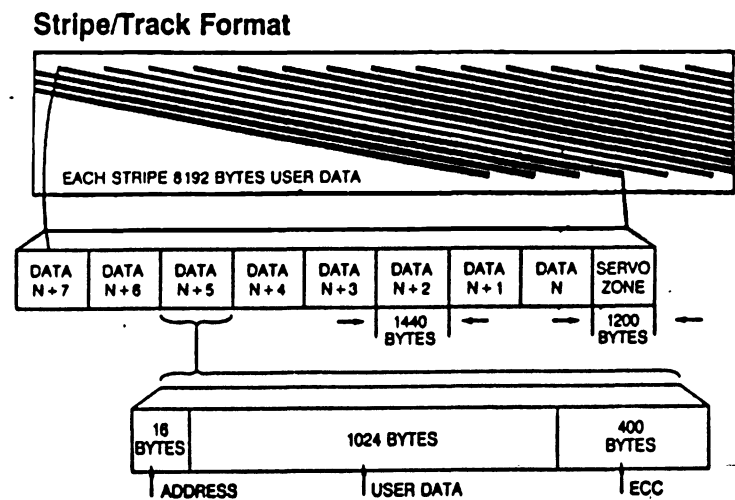 Stripe/Track Format
EACH STRIPE 8192 BYTES USER DATA
DATA N+7
DATA N+6
DATA N+5
DATA N+4
DATA N+3
DATA N+2
DATA N+1
DATA N
SERVO ZONE
1440 BYTES
1200 BYTES
16 BYTES
1024 BYTES
400 BYTES
ADDRESS
USER DATA
ECC